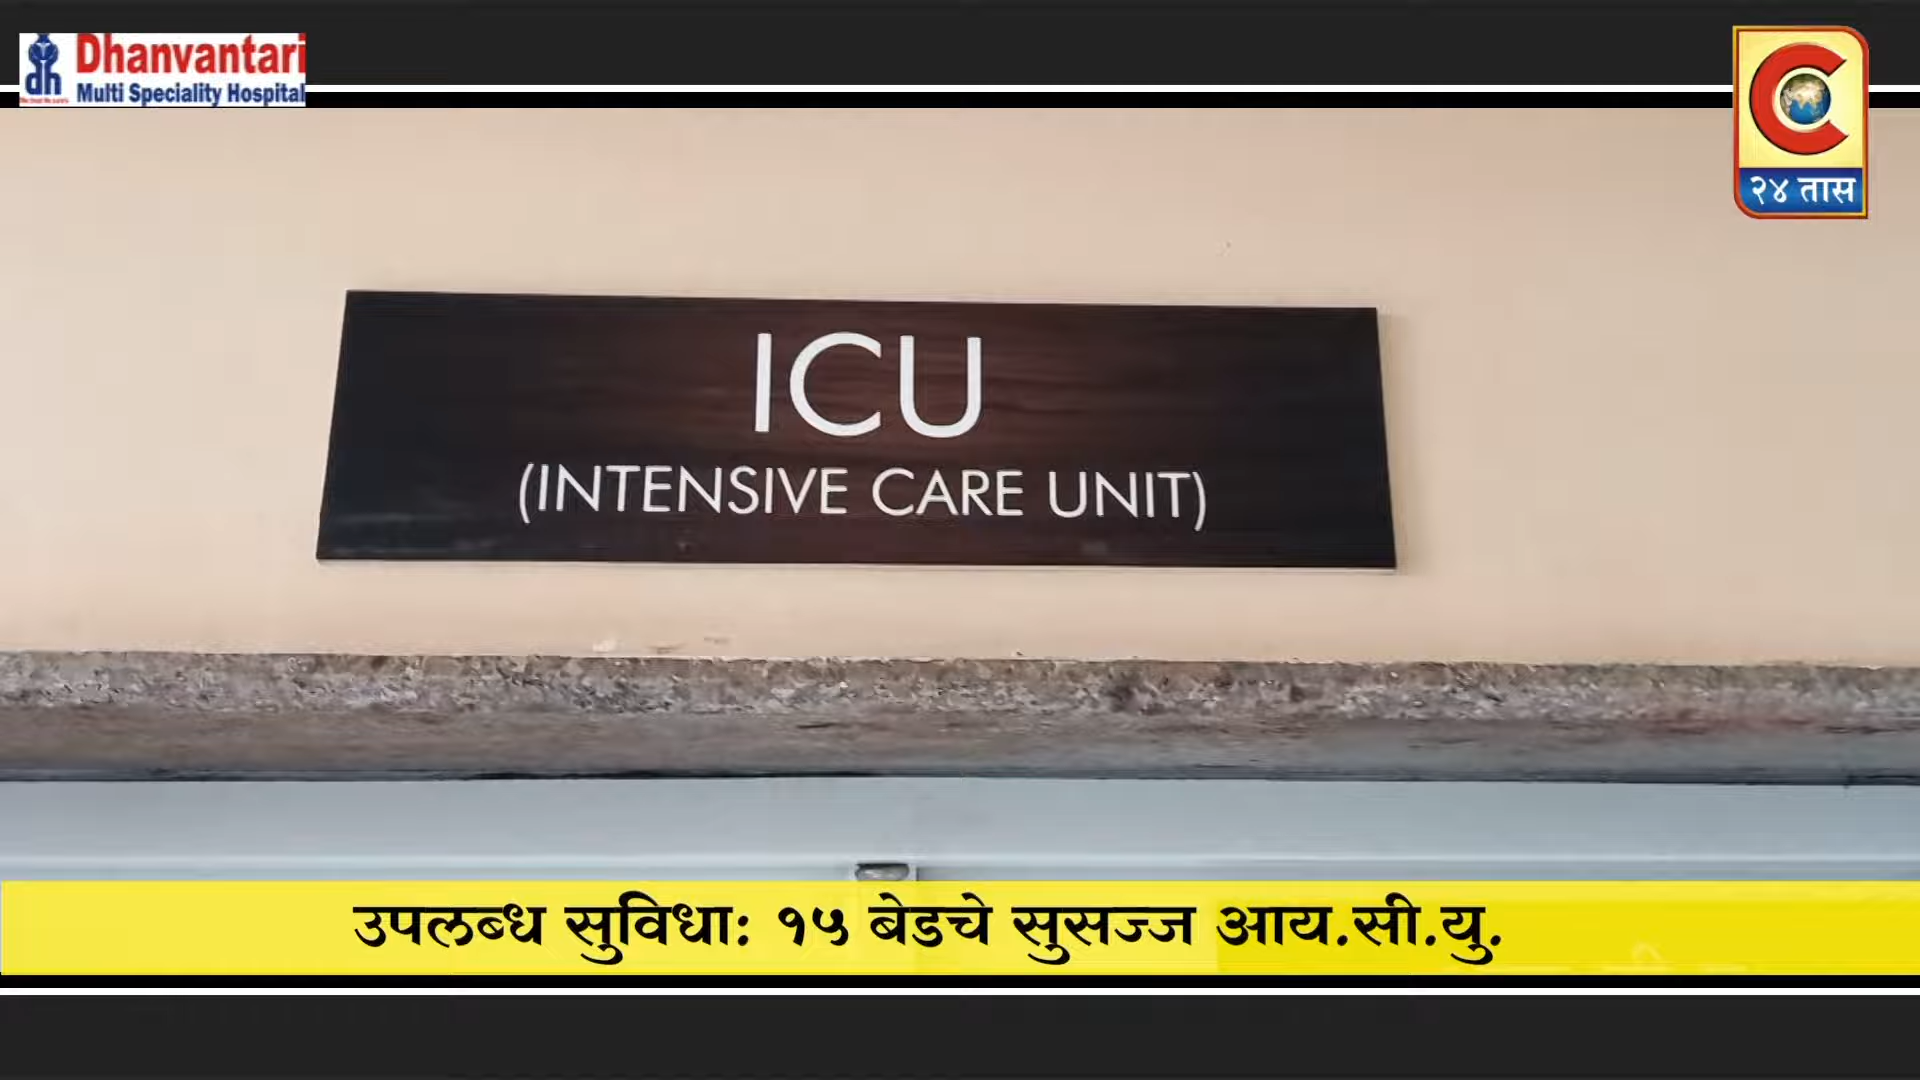 Dhanvantari
Multi Speciality Hospital
२४ तास
ICU
(INTENSIVE CARE UNIT)
उपलब्ध सुविधा: १५ बेडचे सुसज्ज आय.सी.यु.